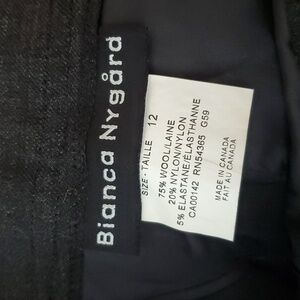 Bianca Nygård
SIZE - TAILLE 12
75% WOOL/LAINE
20% NYLON/NYLON
5% ELASTANE/ÉLASTHANNE
CA00142 RN54365 G59
MADE IN CANADA
FAIT AU CANADA